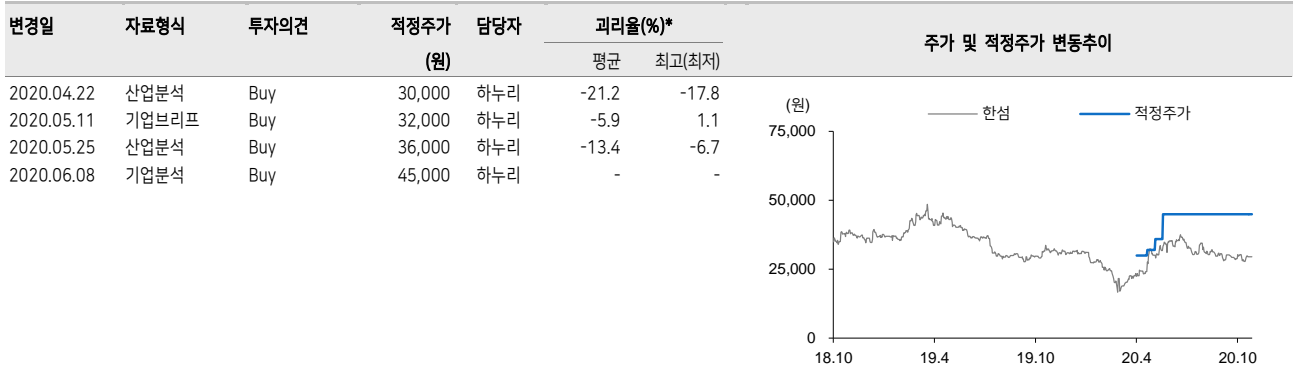 변경일 자료형식 투자의견 적정주가 담당자 괴리율(%)*
(원) 평균 최고(최저)
2020.04.22 산업분석 Buy 30,000 하누리 -21.2 -17.8
2020.05.11 기업브리프 Buy 32,000 하누리 -5.9 1.1
2020.05.25 산업분석 Buy 36,000 하누리 -13.4 -6.7
2020.06.08 기업분석 Buy 45,000 하누리 - -
주가 및 적정주가 변동추이
(원)
한섬 적정주가
75,000
50,000
25,000
0
18.10 19.4 19.10 20.4 20.10